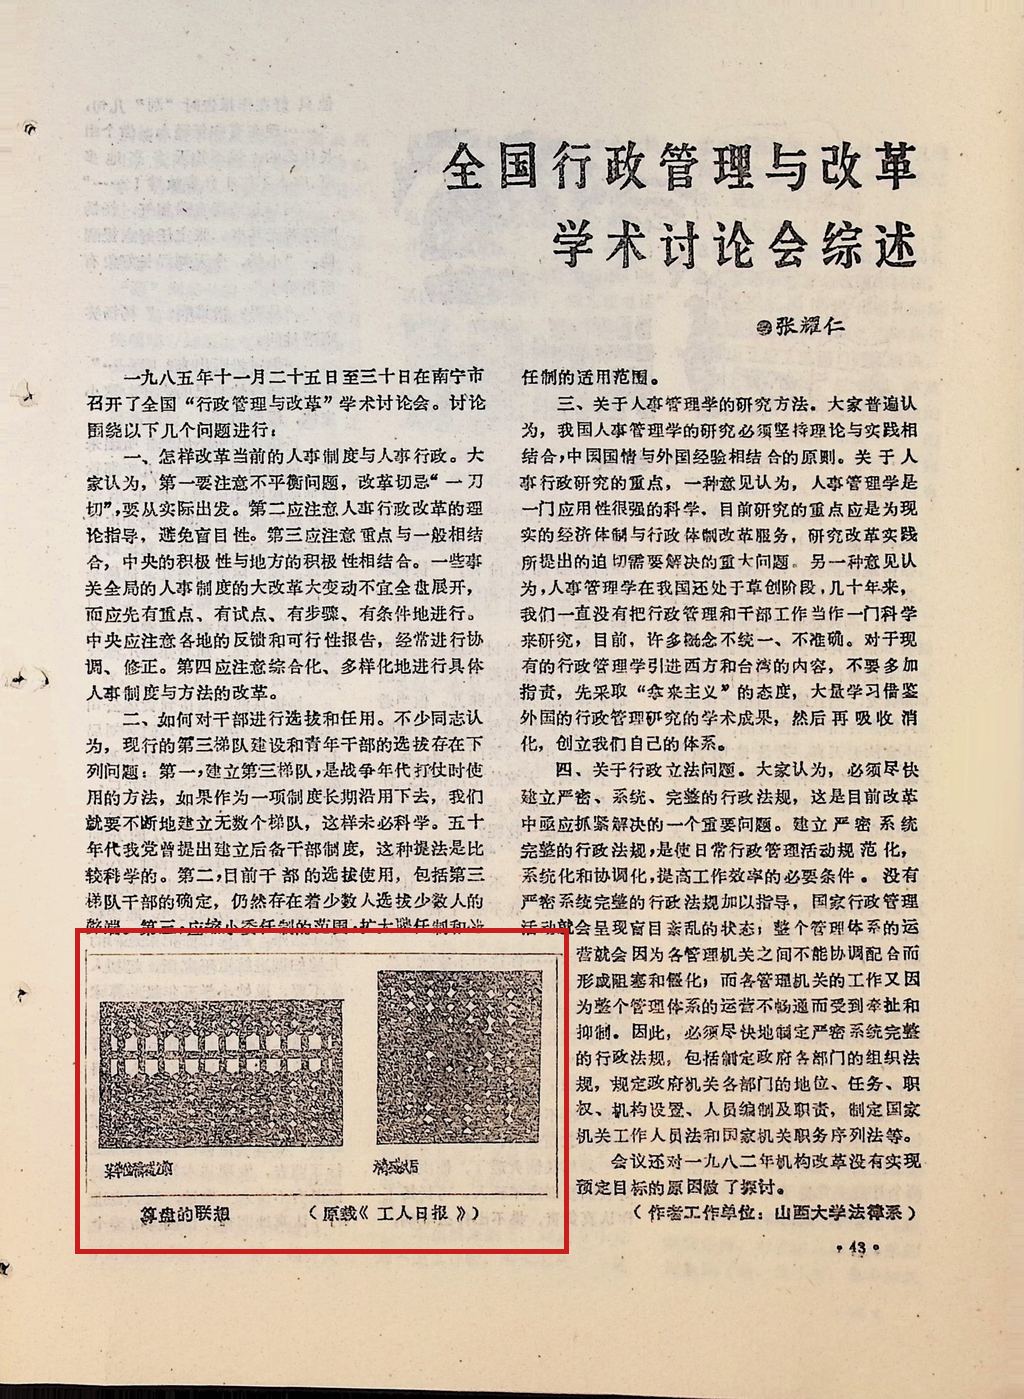 全国行政管理与改革
学术讨论会综述
张耀仁
一九八五年十一月二十五日至三十日在南宁市
召开了全国“行政管理与改革”学术讨论会。讨论
围绕以下几个问题进行：
一、怎样改革当前的人事制度与人事行政。大
家认为，第一要注意不平衡问题，改革切忌“一刀
切”，要从实际出发。第二应注意人事行政改革的理
论指导，避免盲目性。第三应注意重点与一般相结
合，中央的积极性与地方的积极性相结合。一些事
关全局的人事制度的大改革大变动不宜全盘展开，
而应先有重点、有试点、有步骤、有条件地进行。
中央应注意各地的反馈和可行性报告，经常进行协
调、修正。第四应注意综合化、多样化地进行具体
人事制度与方法的改革。
二、如何对干部进行选拔和任用。不少同志认
为，现行的第三梯队建设和青年干部的选拔存在下
列问题：第一，建立第三梯队，是战争年代打仗时使
用的方法，如果作为一项制度长期沿用下去，我们
就要不断地建立无数个梯队，这样未必科学。五十
年代我党曾提出建立后备干部制度，这种提法是比
较科学的。第二，目前干部的选拔使用，包括第三
梯队干部的确定，仍然存在着少数人选拔少数人的
弊端。第三，应缩小委任制的范围，扩大聘任制和选
任制的适用范围。
三、关于人事管理学的研究方法。大家普遍认
为，我国人事管理学的研究必须坚持理论与实践相
结合，中国国情与外国经验相结合的原则。关于人
事行政研究的重点，一种意见认为，人事管理学是
一门应用性很强的科学，目前研究的重点应是为现
实的经济体制与行政体制改革服务，研究改革实践
所提出的迫切需要解决的重大问题。另一种意见认
为，人事管理学在我国还处于草创阶段，几十年来，
我们一直没有把行政管理和干部工作当作一门科学
来研究，目前，许多概念不统一、不准确。对于现
有的行政管理学引进西方和台湾的内容，不要多加
指责，先采取“拿来主义”的态度，大量学习借鉴
外国的行政管理研究的学术成果，然后再吸收消
化，创立我们自己的体系。
四、关于行政立法问题。大家认为，必须尽快
建立严密、系统、完整的行政法规，这是目前改革
中亟应抓紧解决的一个重要问题。建立严密系统
完整的行政法规，是使日常行政管理活动规范化，
系统化和协调化，提高工作效率的必要条件。没有
严密系统完整的行政法规加以指导，国家行政管理
活动就会呈现盲目紊乱的状态；整个管理体系的运
营就会因为各管理机关之间不能协调配合而
形成阻塞和僵化；而各管理机关的工作又因
为整个管理体系的运营不畅通而受到牵扯和
抑制。因此，必须尽快地制定严密系统完整
的行政法规，包括制定政府各部门的组织法
规，规定政府机关各部门的地位、任务、职
权、机构设置、人员编制及职责，制定国家
机关工作人员法和国家机关职务序列法等。
会议还对一九八二年机构改革没有实现
预定目标的原因做了探讨。
（作者工作单位：山西大学法律系）
算盘的联想 （原载《工人日报》）
·43·